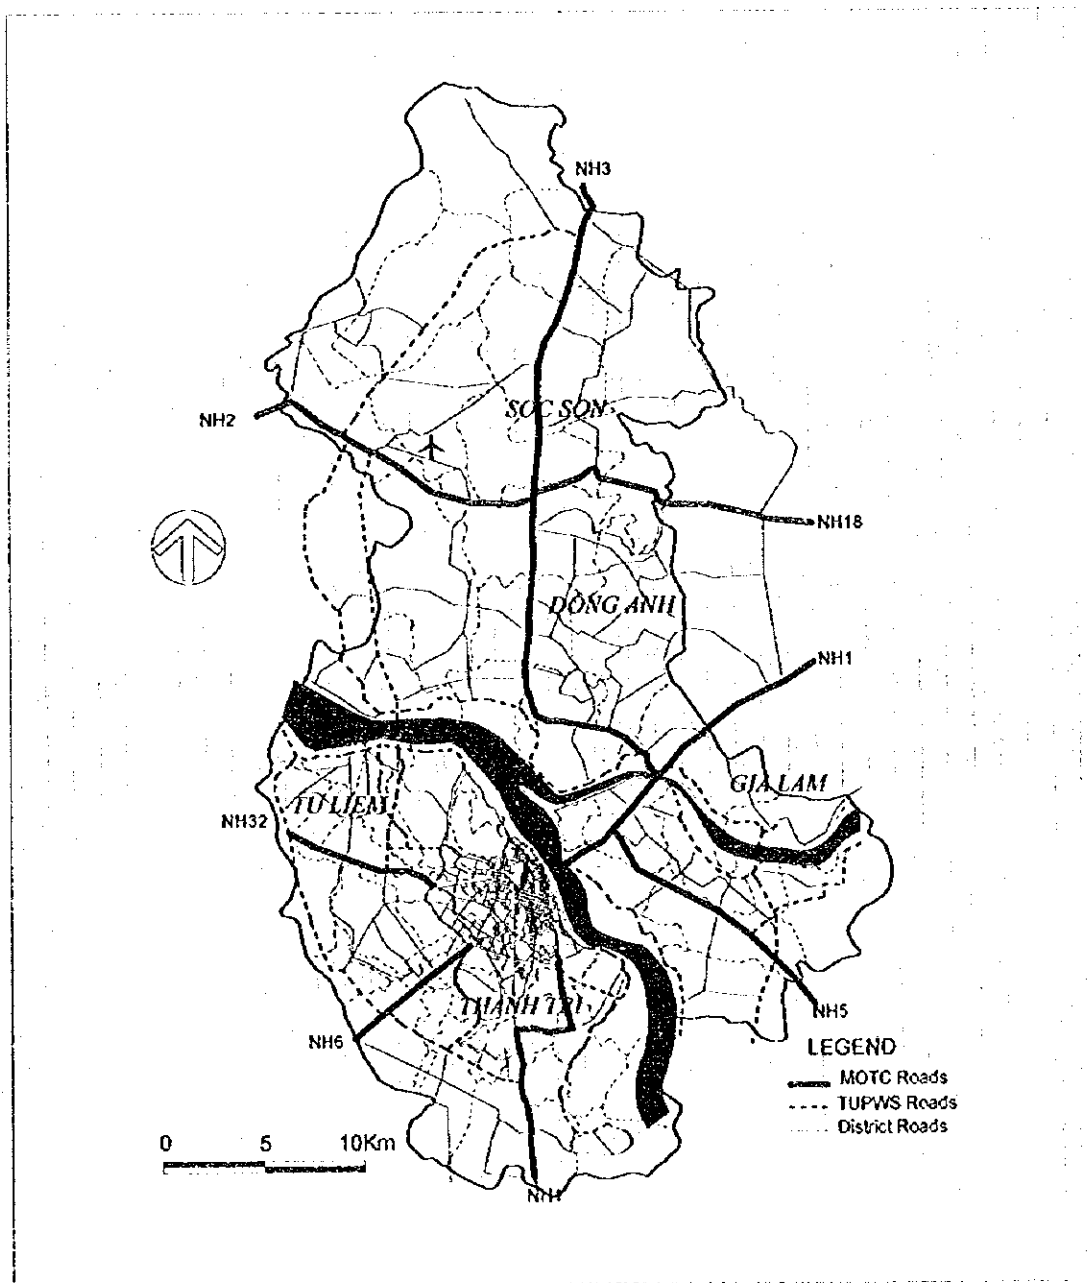 NH3
SOC SON
NH2
NH18
DONG ANH
NH1
GIA LAM
TU LIEM
NH32
THANH TRI
NH5
NH6
LEGEND
MOTC Roads
TUPWS Roads
District Roads
0 5 10Km
NH1